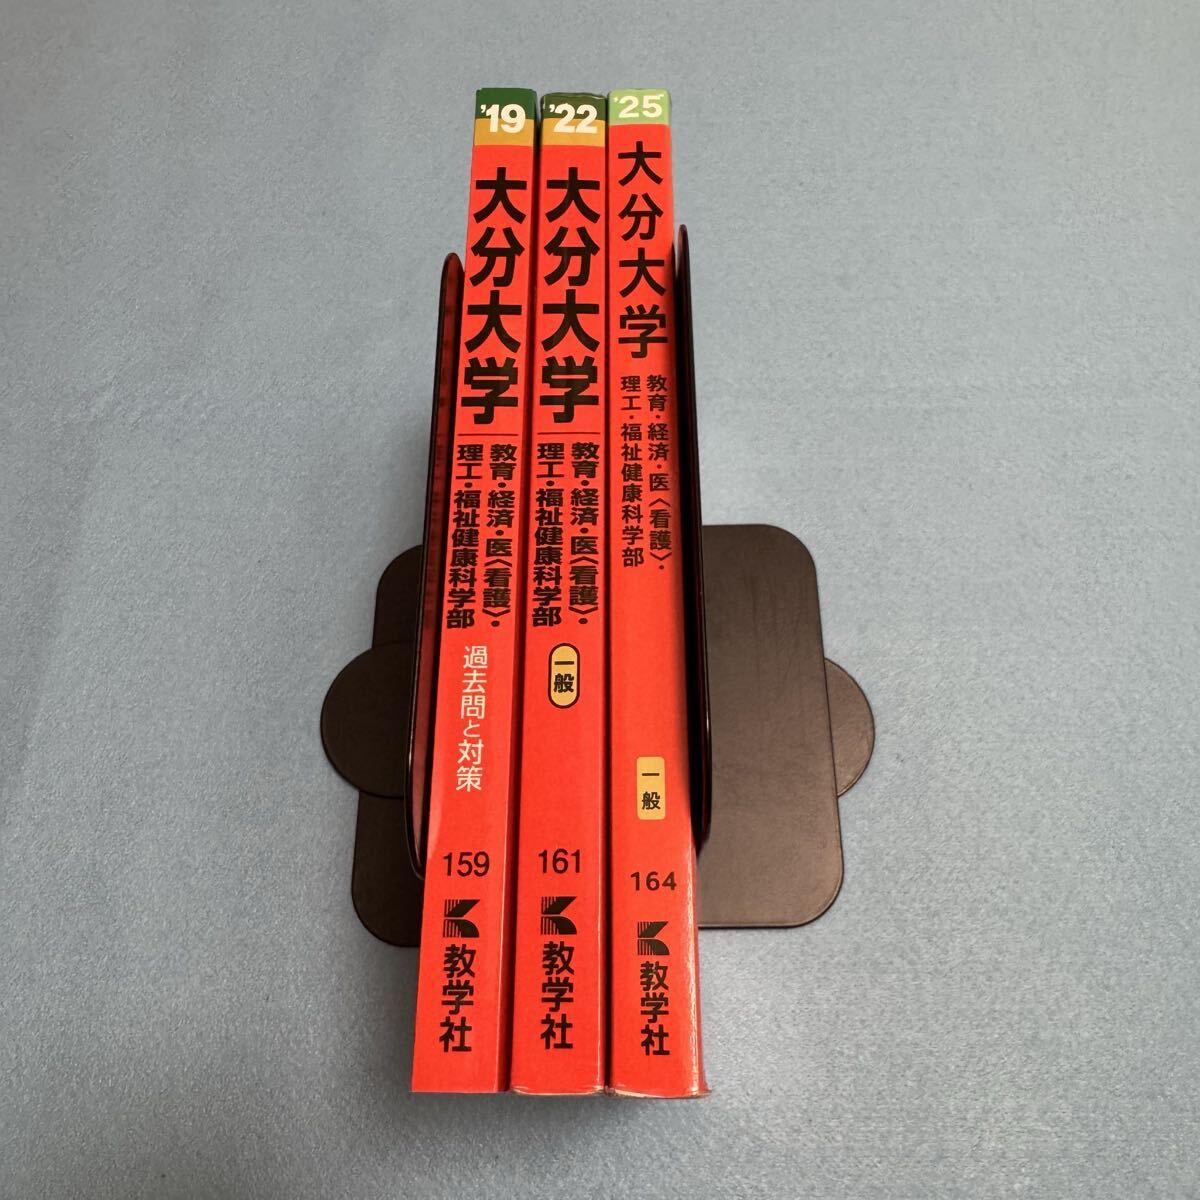 '19
大分大学
教育・経済・医〈看護〉・
理工・福祉健康科学部
過去問と対策
159
教学社
'22
大分大学
教育・経済・医〈看護〉・
理工・福祉健康科学部
一般
161
教学社
'25
大分大学
教育・経済・医〈看護〉・
理工・福祉健康科学部
一般
164
教学社